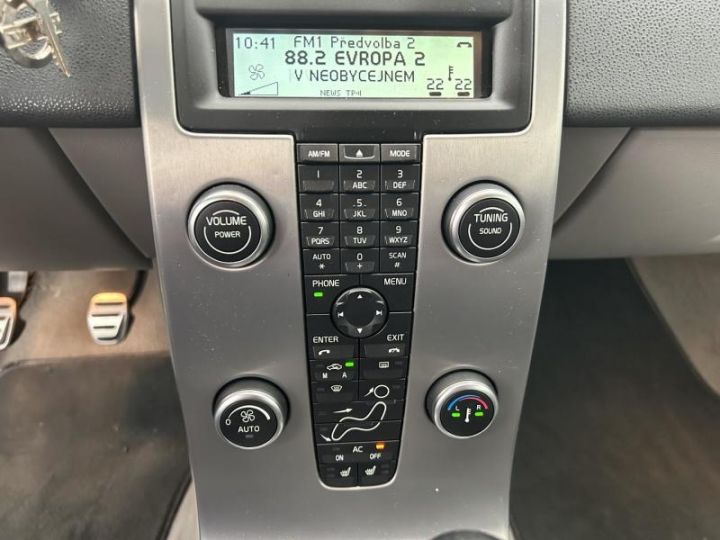 10:41 FM1 Předvolba 2
88.2 EVROPA 2
V NEOBYCEJNEM
22 22
NEWS TP
AM/FM MODE
1 2 ABC 3 DEF
4 GHI 5 JKL 6 MNO
7 PQRS 8 TUV 9 WXYZ
AUTO * 0 + SCAN #
VOLUME
POWER
TUNING
SOUND
PHONE MENU
ENTER EXIT
M A
0
AUTO
L R
AC
ON OFF